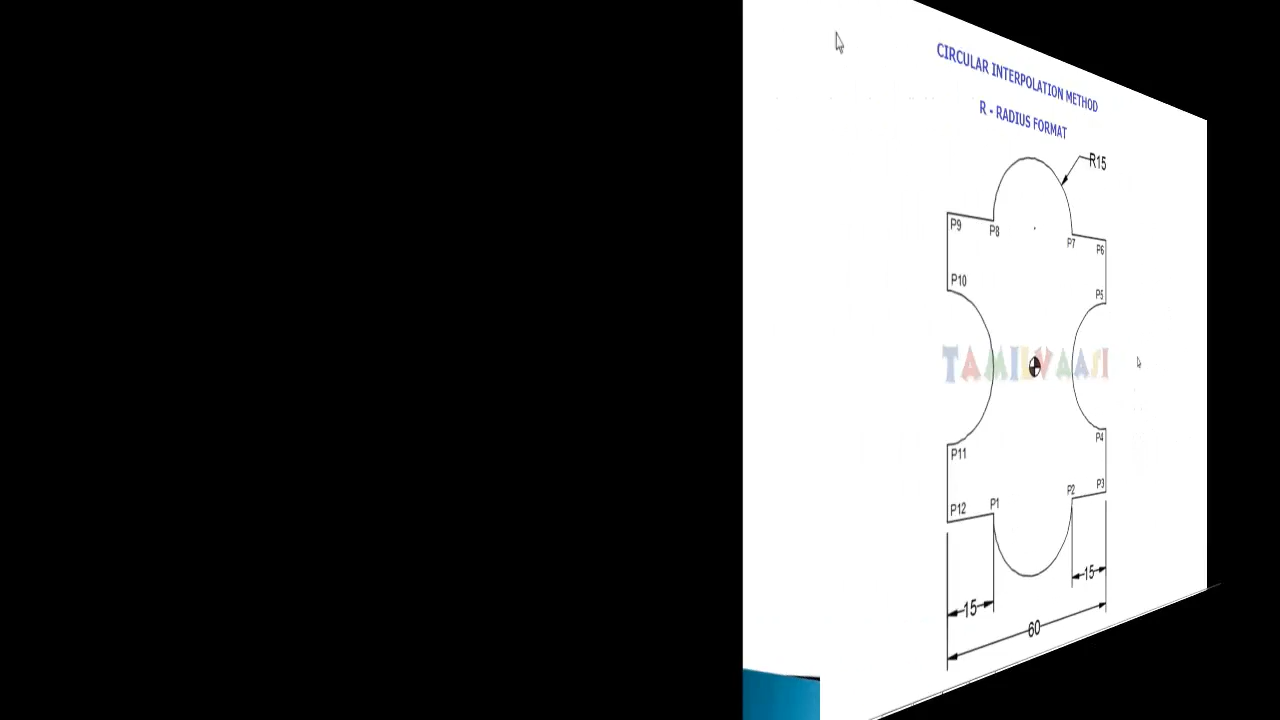 CIRCULAR INTERPOLATION METHOD
R - RADIUS FORMAT
R15
P9
P8
P7
P6
P10
P5
TAMILVAASI
P4
P11
P3
P2
P12
P1
15
15
60